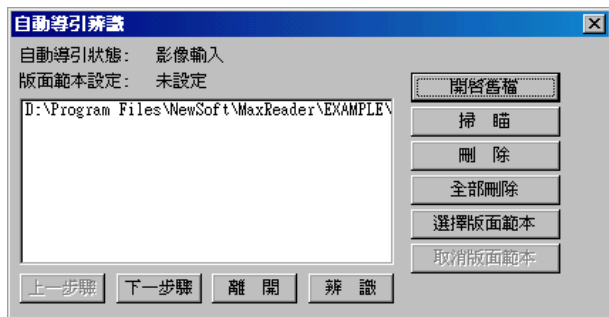 自動導引辨識
自動導引狀態: 影像輸入
版面範本設定: 未設定
D:\Program Files\NewSoft\MaxReader\EXAMPLE\
開啓舊檔
掃 瞄
刪 除
全部刪除
選擇版面範本
取消版面範本
上一步驟 下一步驟 離 開 辨 識